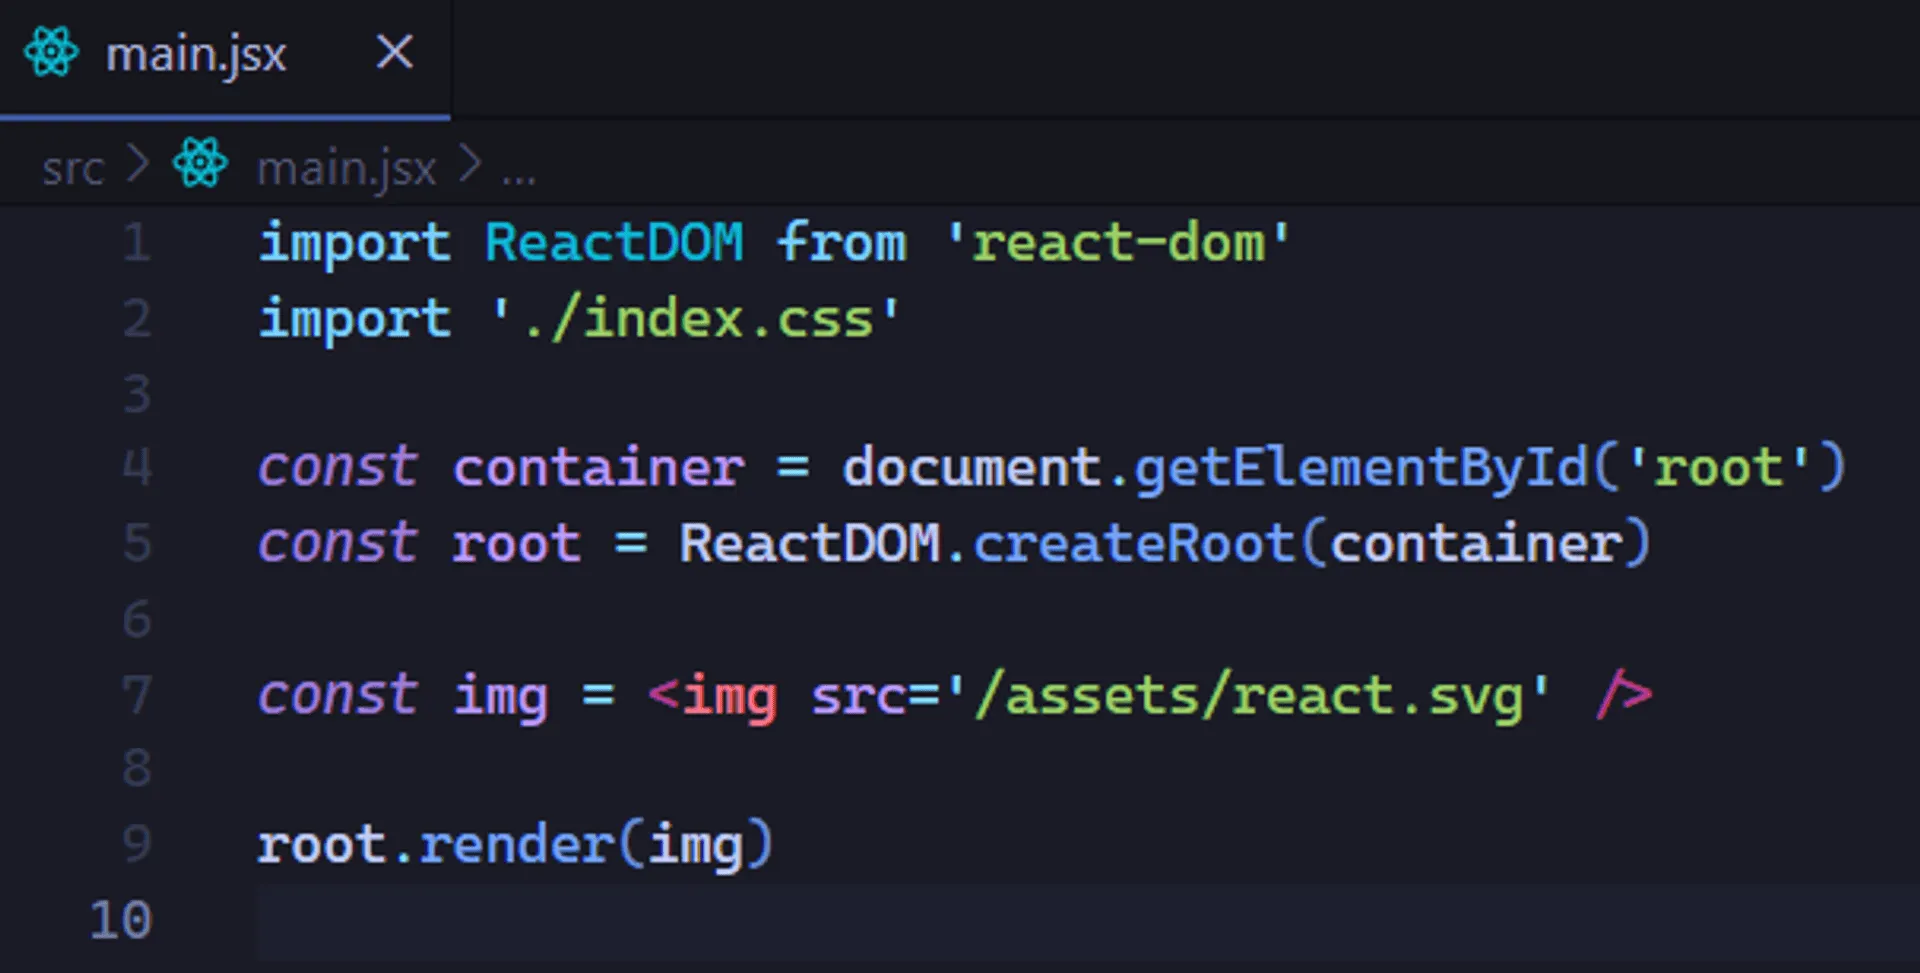 main.jsx ×
src > main.jsx > ...
1 import ReactDOM from 'react-dom'
2 import './index.css'
3
4 const container = document.getElementById('root')
5 const root = ReactDOM.createRoot(container)
6
7 const img = <img src='/assets/react.svg' />
8
9 root.render(img)
10